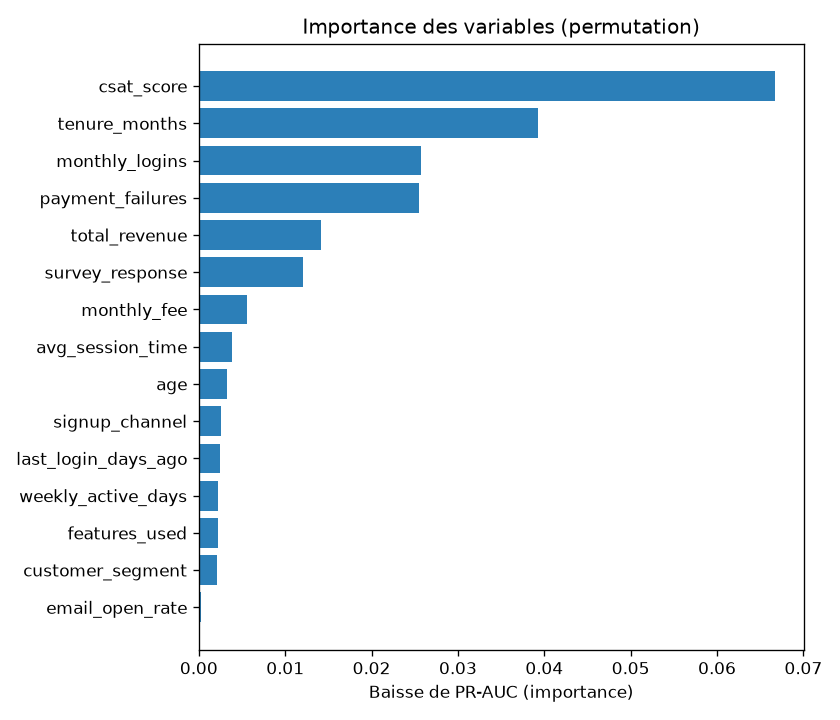 Importance des variables (permutation)
csat_score
tenure_months
monthly_logins
payment_failures
total_revenue
survey_response
monthly_fee
avg_session_time
age
signup_channel
last_login_days_ago
weekly_active_days
features_used
customer_segment
email_open_rate
0.00 0.01 0.02 0.03 0.04 0.05 0.06 0.07
Baisse de PR-AUC (importance)